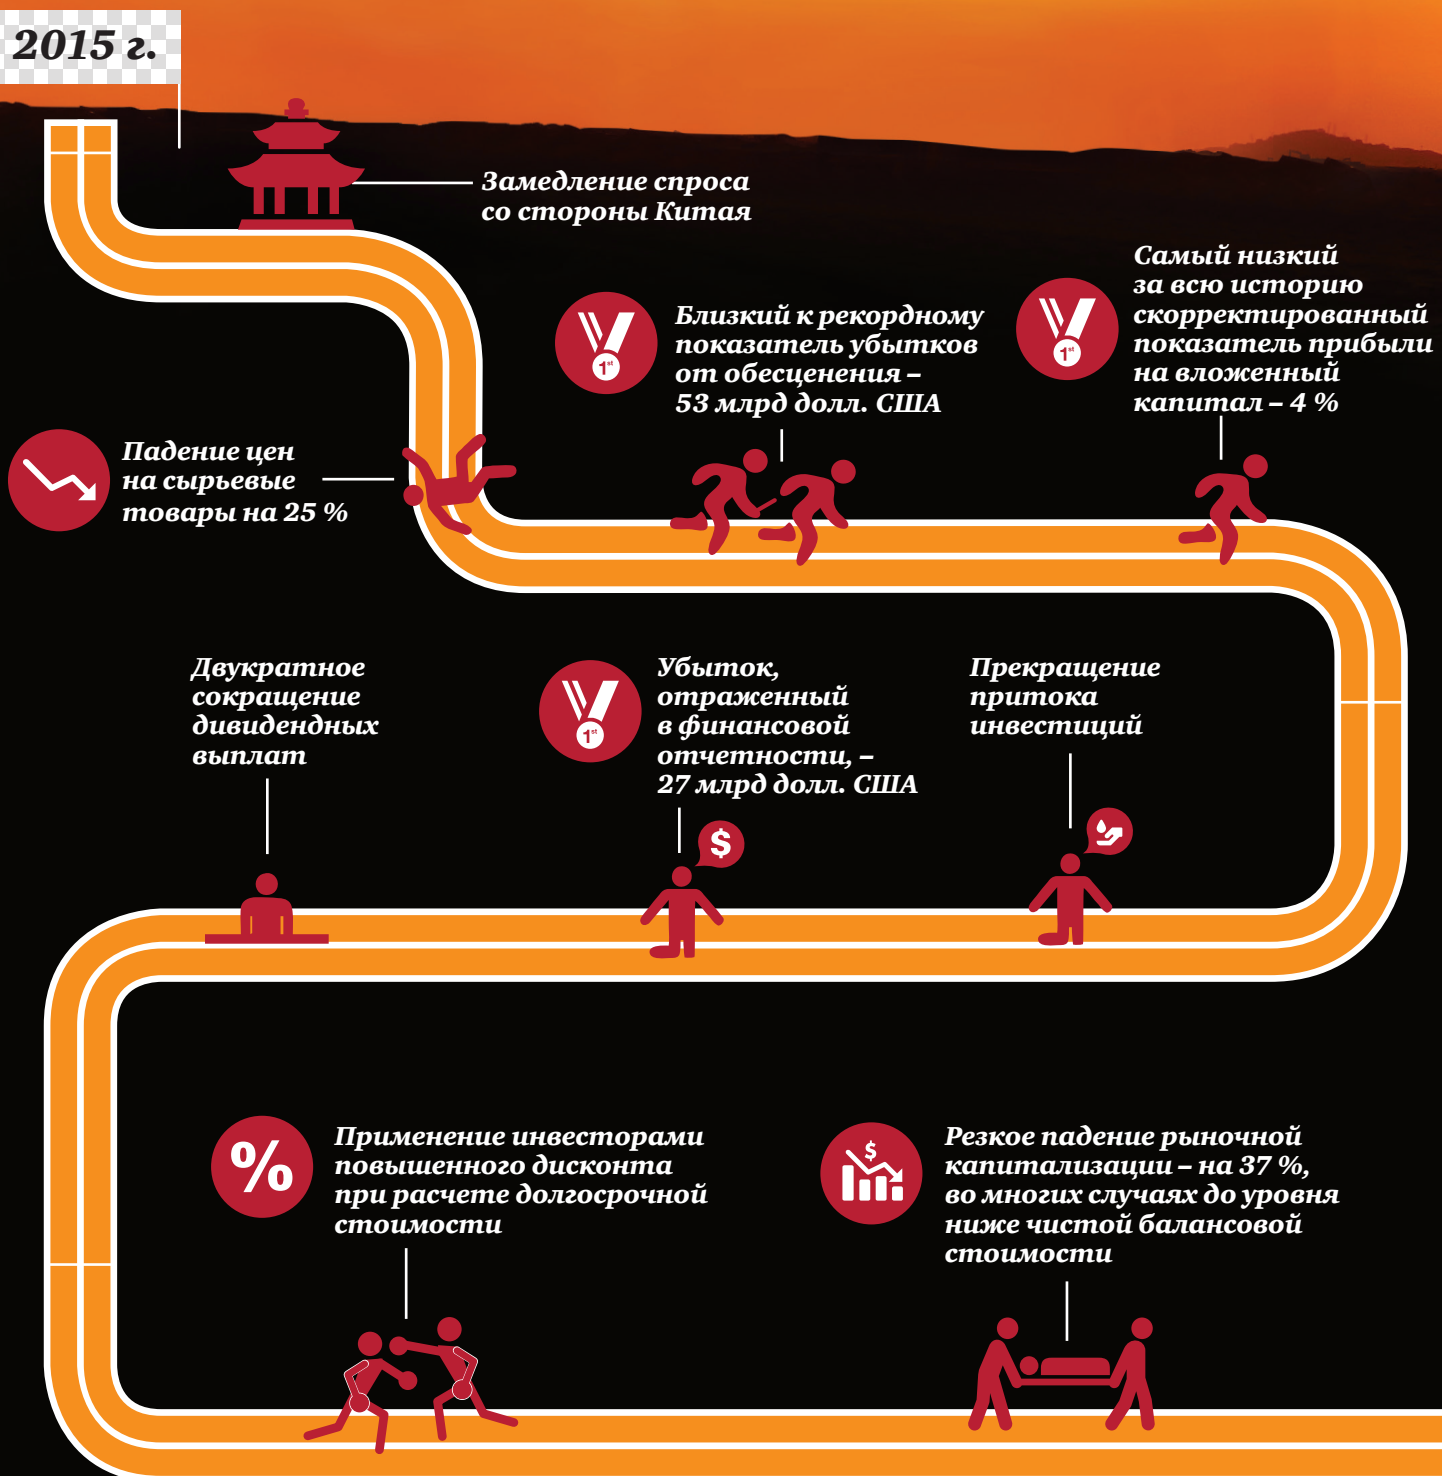 2015 г.
Замедление спроса
со стороны Китая
Близкий к рекордному
показатель убытков
от обесценения –
53 млрд долл. США
1st
Самый низкий
за всю историю
скорректированный
показатель прибыли
на вложенный
капитал – 4 %
1st
Падение цен
на сырьевые
товары на 25 %
Двукратное
сокращение
дивидендных
выплат
Убыток,
отраженный
в финансовой
отчетности, –
27 млрд долл. США
1st
$
Прекращение
притока
инвестиций
%
Применение инвесторами
повышенного дисконта
при расчете долгосрочной
стоимости
$
Резкое падение рыночной
капитализации – на 37 %,
во многих случаях до уровня
ниже чистой балансовой
стоимости